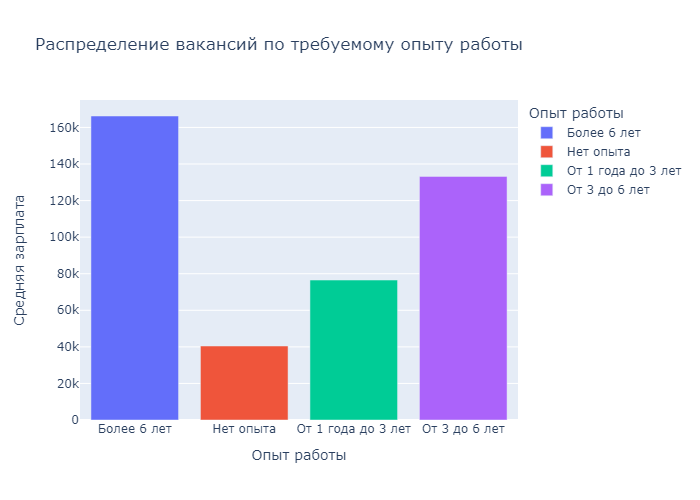 Распределение вакансий по требуемому опыту работы
Средняя зарплата
160k
140k
120k
100k
80k
60k
40k
20k
0
Более 6 лет
Нет опыта
От 1 года до 3 лет
От 3 до 6 лет
Опыт работы
Опыт работы
Более 6 лет
Нет опыта
От 1 года до 3 лет
От 3 до 6 лет